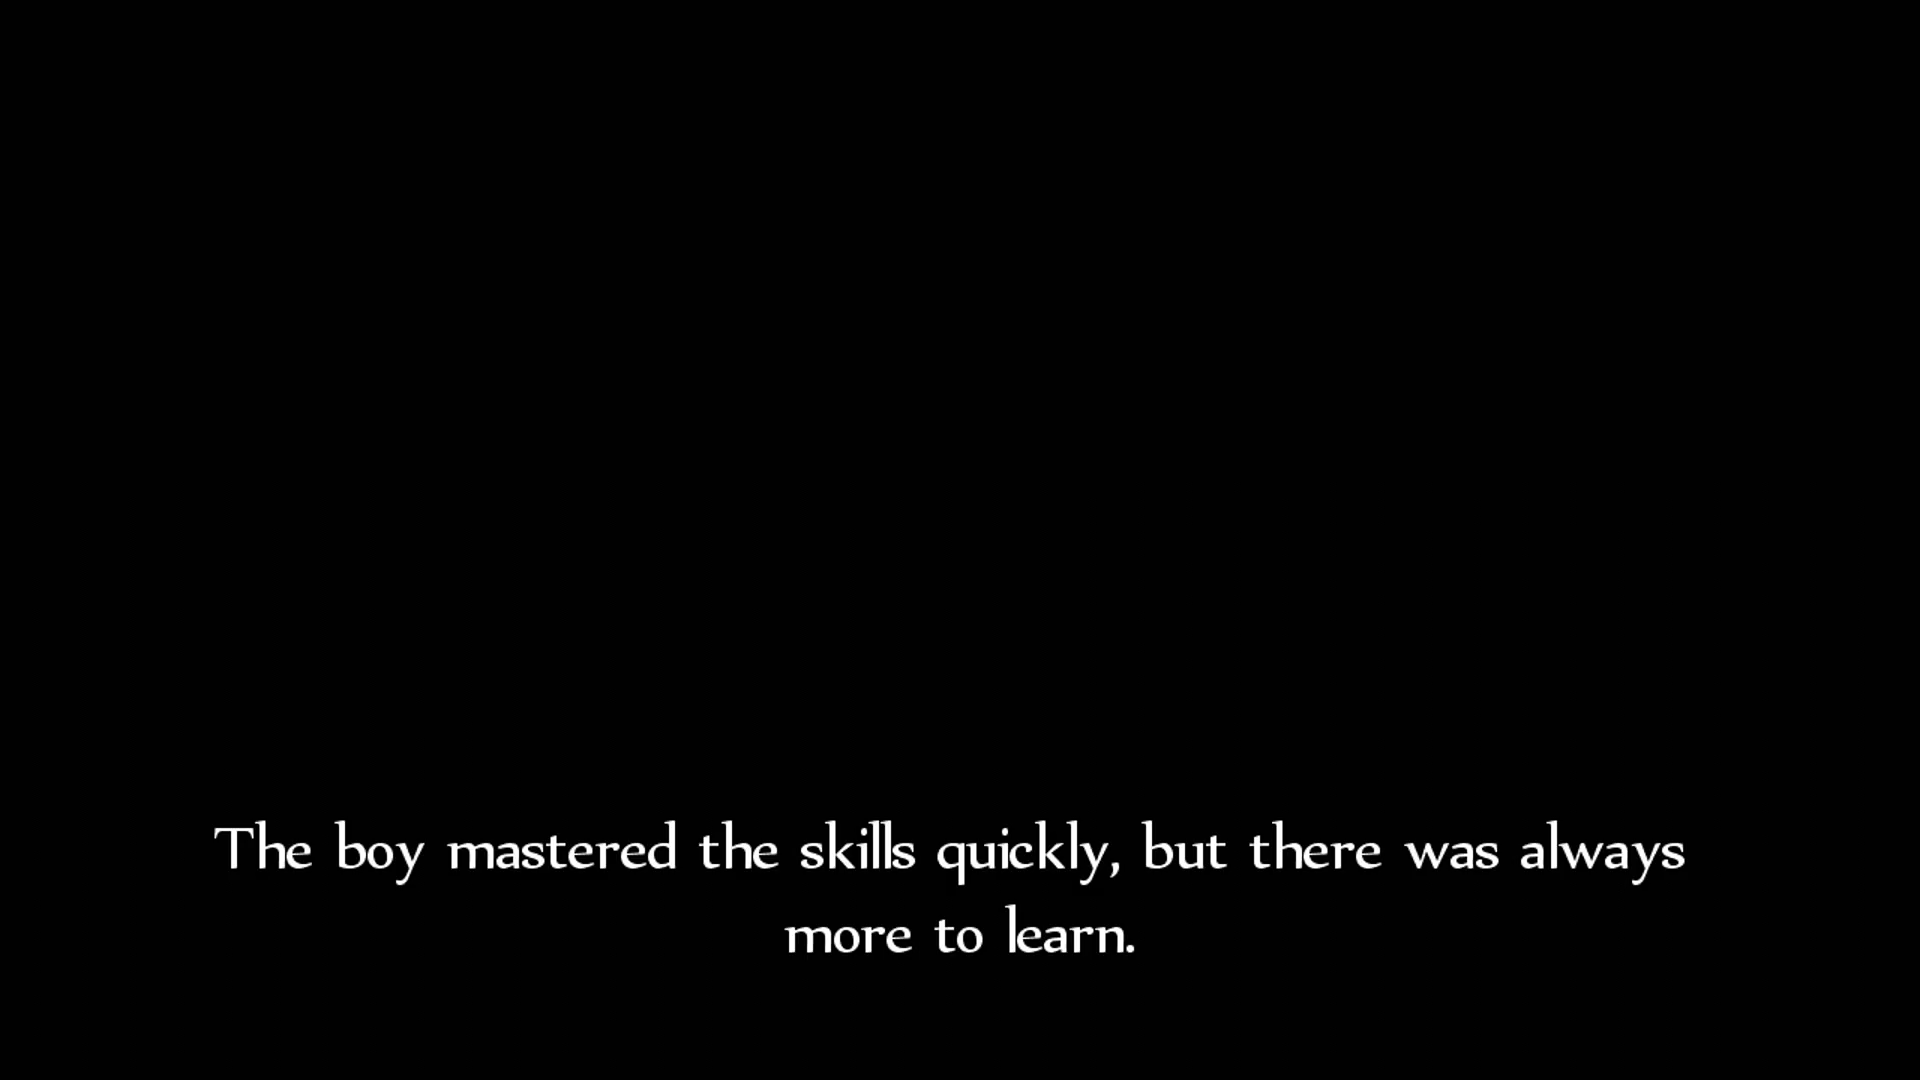 The boy mastered the skills quickly, but there was always
more to learn.